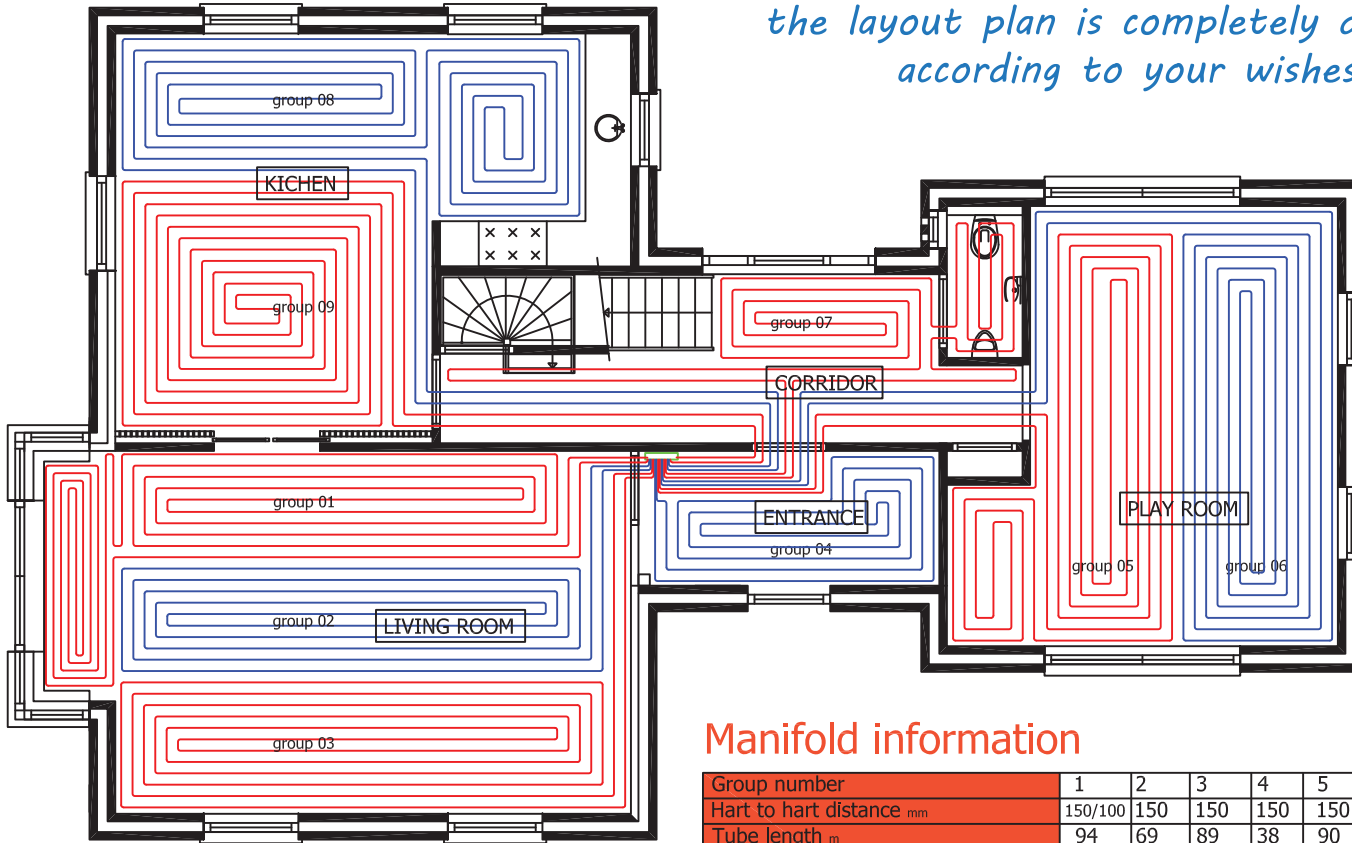 the layout plan is completely
according to your wishes
group 08
KICHEN
group 09
group 07
CORRIDOR
group 01
ENTRANCE
group 04
PLAY ROOM
group 05
group 06
group 02
LIVING ROOM
group 03
Manifold information
Group number 1 2 3 4 5
Hart to hart distance mm 150/100 150 150 150 150
Tube length m 94 69 89 38 90